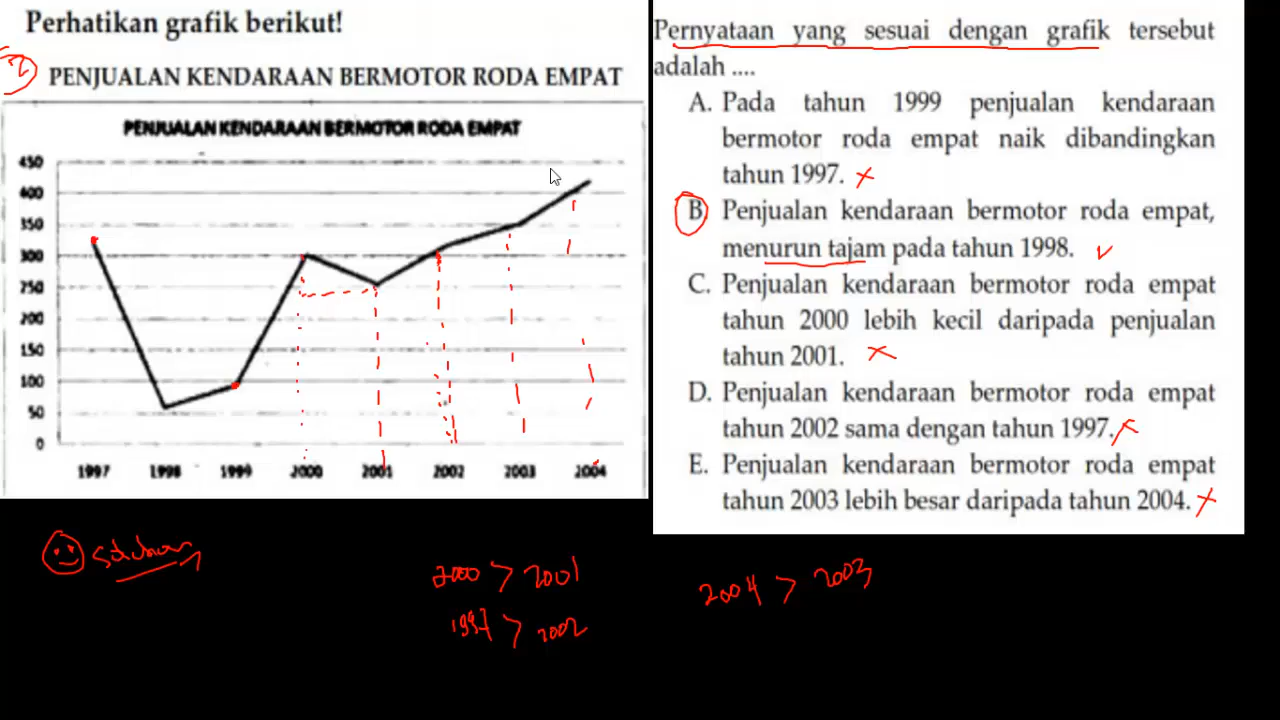 Perhatikan grafik berikut!
2
PENJUALAN KENDARAAN BERMOTOR RODA EMPAT
PENJUALAN KENDARAAN BERMOTOR RODA EMPAT
450
400
350
300
250
200
150
100
50
0
1997 1998 1999 2000 2001 2002 2003 2004
Pernyataan yang sesuai dengan grafik tersebut
adalah ....
A. Pada tahun 1999 penjualan kendaraan
bermotor roda empat naik dibandingkan
tahun 1997.
B. Penjualan kendaraan bermotor roda empat,
menurun tajam pada tahun 1998.
C. Penjualan kendaraan bermotor roda empat
tahun 2000 lebih kecil daripada penjualan
tahun 2001.
D. Penjualan kendaraan bermotor roda empat
tahun 2002 sama dengan tahun 1997.
E. Penjualan kendaraan bermotor roda empat
tahun 2003 lebih besar daripada tahun 2004.
2000 > 2001
1997 > 2002
2004 > 2003